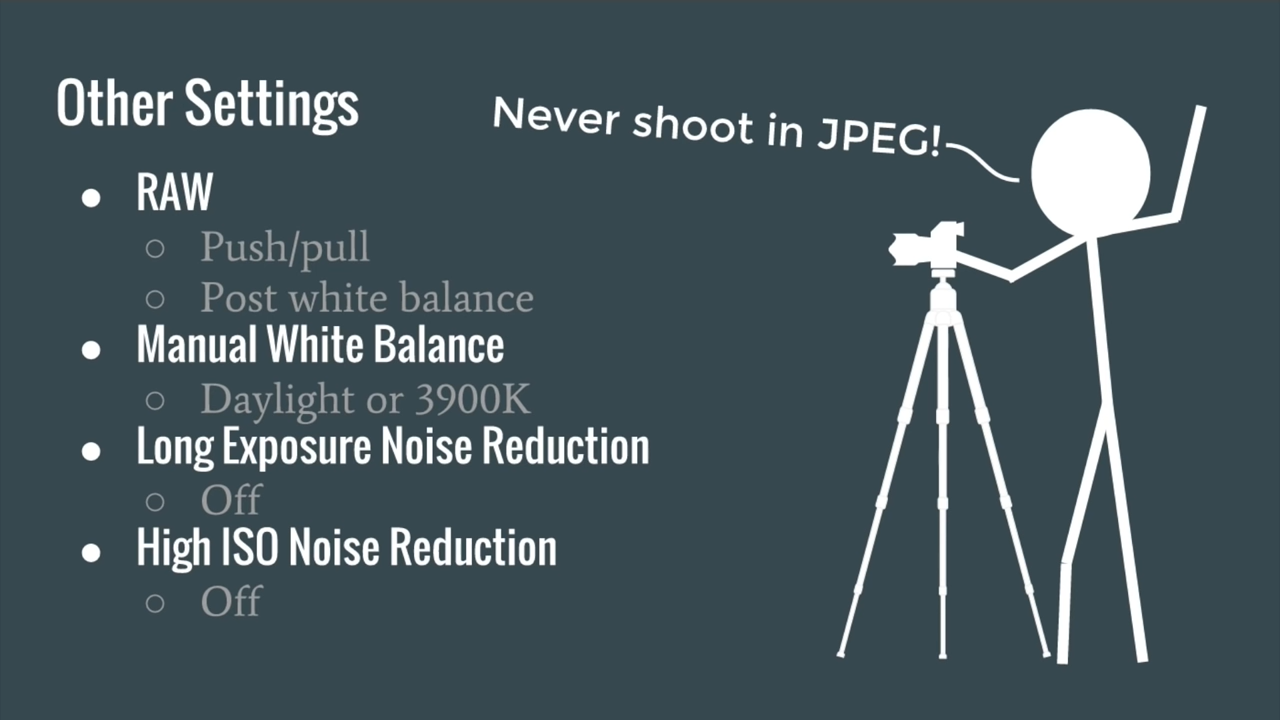 Other Settings
Never shoot in JPEG!
● RAW
○ Push/pull
○ Post white balance
● Manual White Balance
○ Daylight or 3900K
● Long Exposure Noise Reduction
○ Off
● High ISO Noise Reduction
○ Off